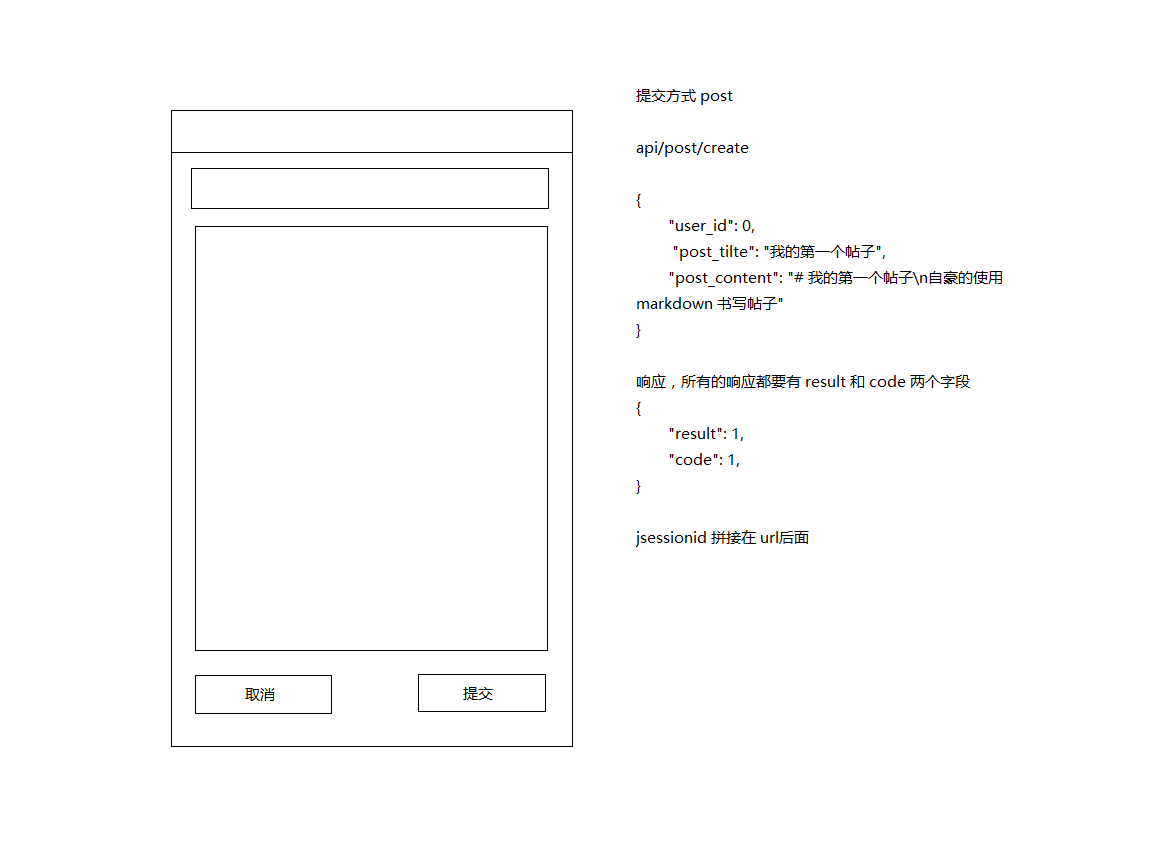 提交方式 post
api/post/create
{
"user_id": 0,
"post_tilte": "我的第一个帖子",
"post_content": "# 我的第一个帖子\n自豪的使用
markdown 书写帖子"
}
响应，所有的响应都要有 result 和 code 两个字段
{
"result": 1,
"code": 1,
}
jsessionid 拼接在 url后面
取消
提交